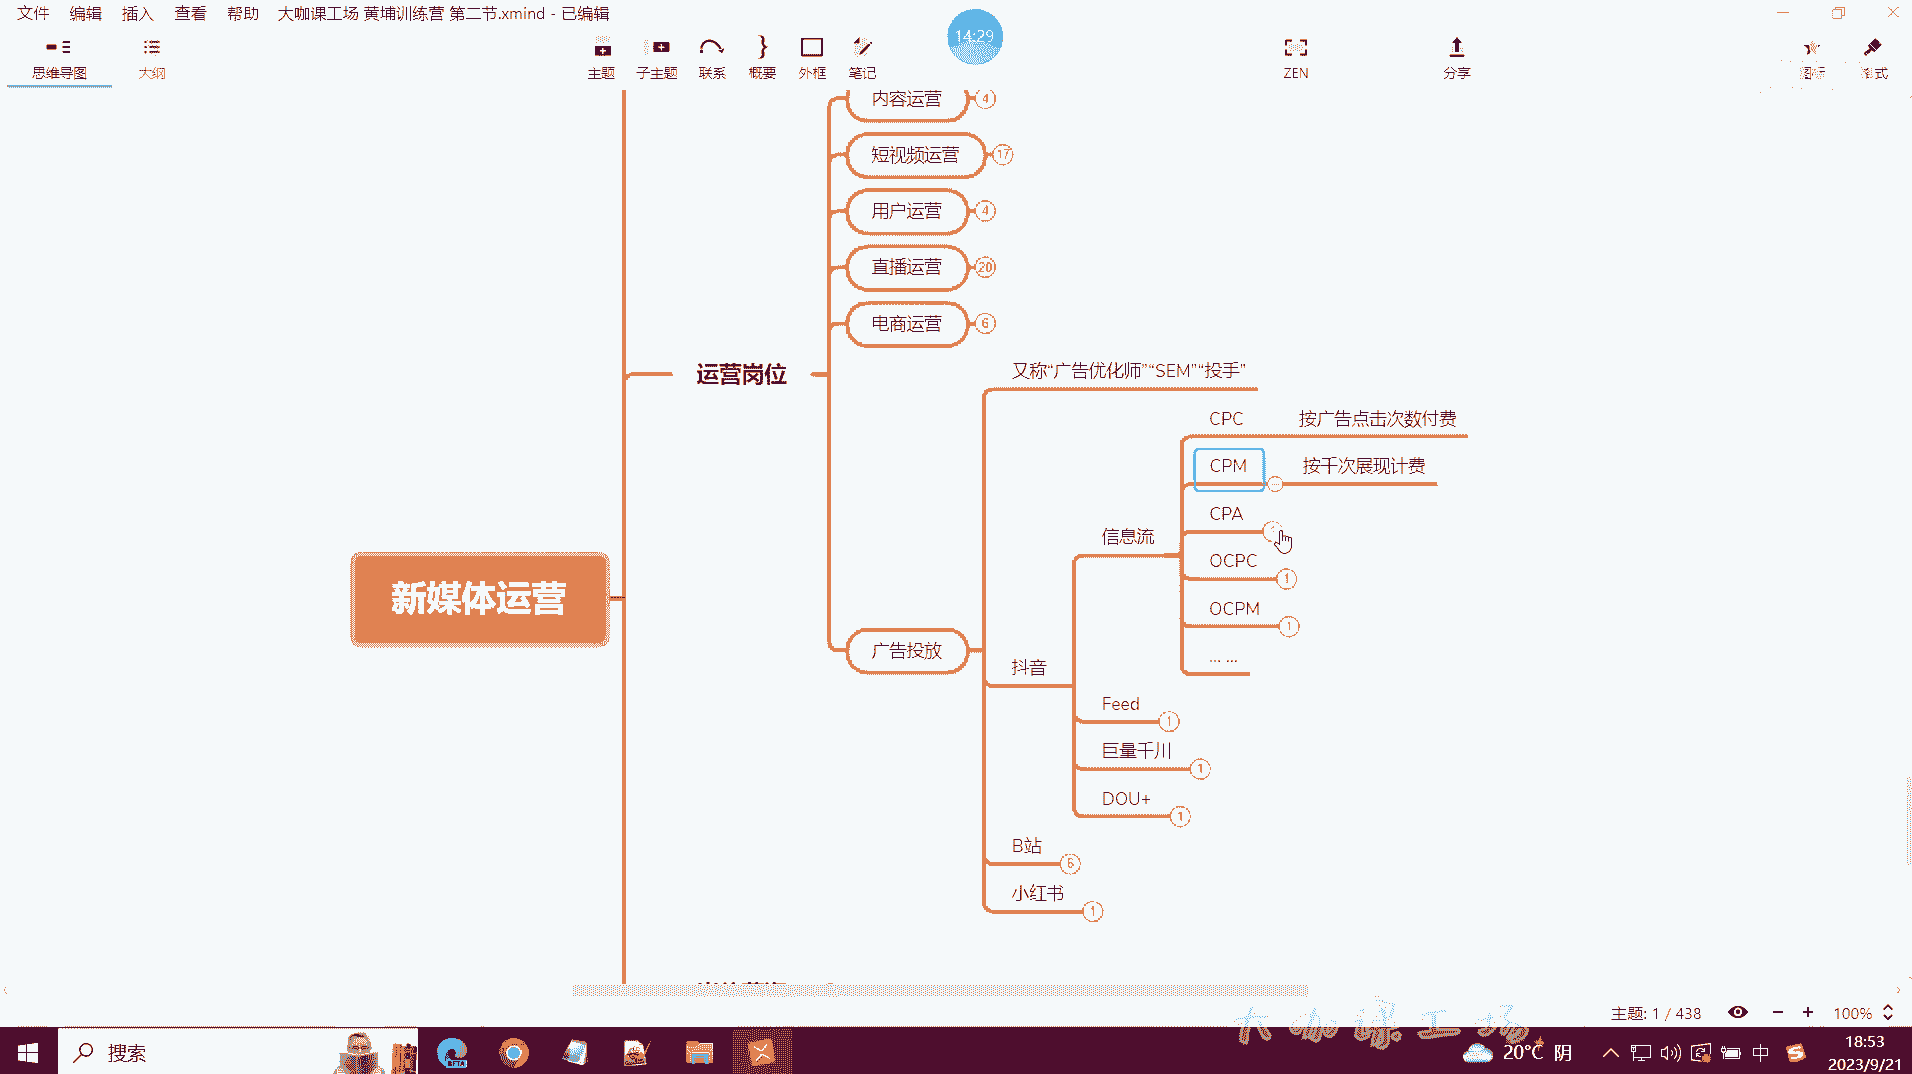 文件 编辑 插入 查看 帮助 大咖课工场 黄埔训练营 第二节.xmind - 已编辑
14:29
思维导图 大纲 主题 子主题 联系 概要 外框 笔记 ZEN 分享 图标 格式
内容运营 4
短视频运营 17
用户运营 4
直播运营 20
电商运营 6
运营岗位
又称“广告优化师”“SEM”“投手”
CPC 按广告点击次数付费
CPM 按千次展现计费
CPA
信息流
OCPC 1
新媒体运营
OCPM 1
广告投放
... ...
抖音
Feed 1
巨量千川 1
DOU+ 1
B站 6
小红书 1
主题: 1 / 438 100%
大咖课工场
搜索
BETA
20°C 阴
中
18:53
2023/9/21